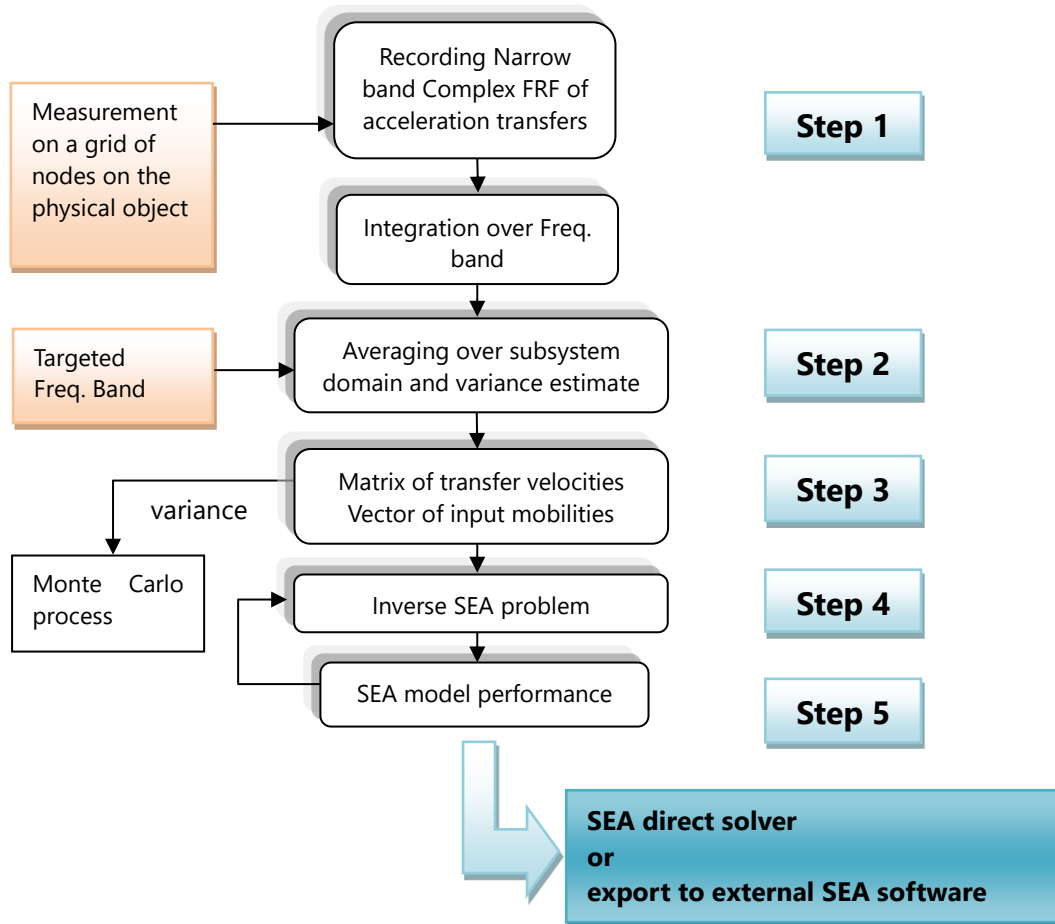 Recording Narrow
band Complex FRF of
acceleration transfers
Measurement
on a grid of
nodes on the
physical object
Step 1
Integration over Freq.
band
Targeted
Freq. Band
Averaging over subsystem
domain and variance estimate
Step 2
Matrix of transfer velocities
Vector of input mobilities
Step 3
variance
Monte Carlo
process
Inverse SEA problem
Step 4
SEA model performance
Step 5
SEA direct solver
or
export to external SEA software